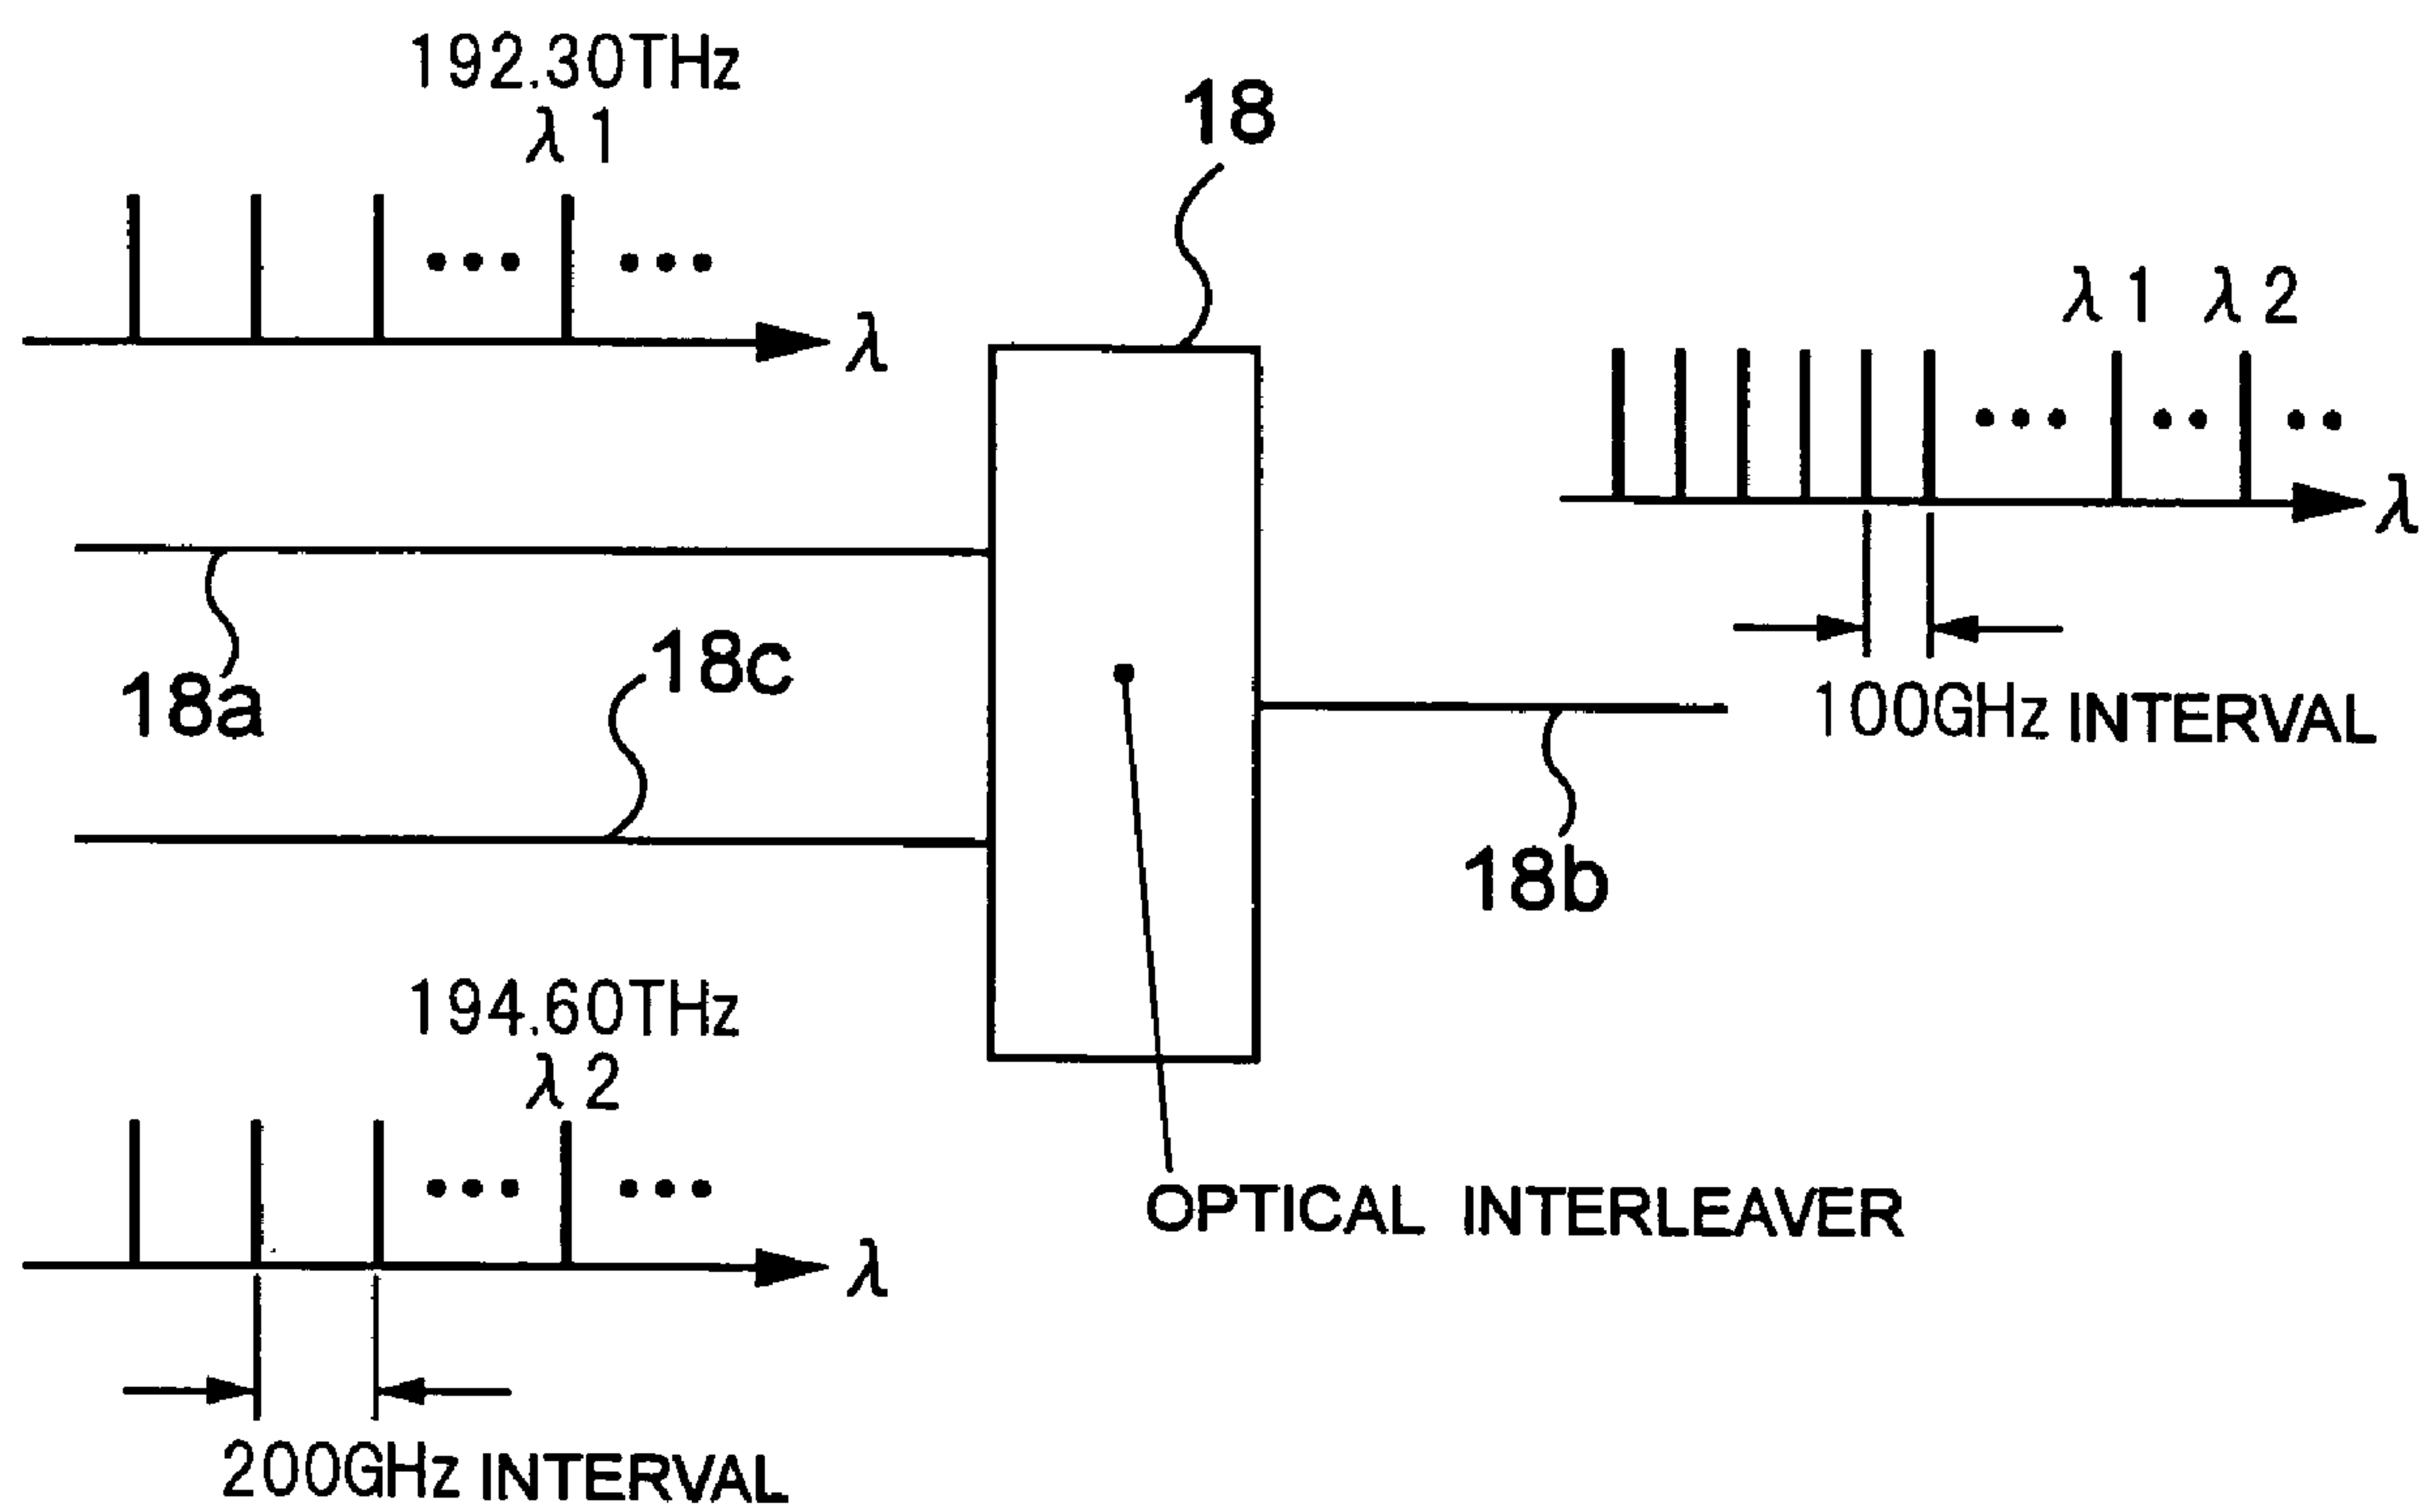 192.30THz
λ1
λ
18
λ1 λ2
λ
100GHz INTERVAL
18a
18c
18b
194.60THz
λ2
λ
200GHz INTERVAL
OPTICAL INTERLEAVER